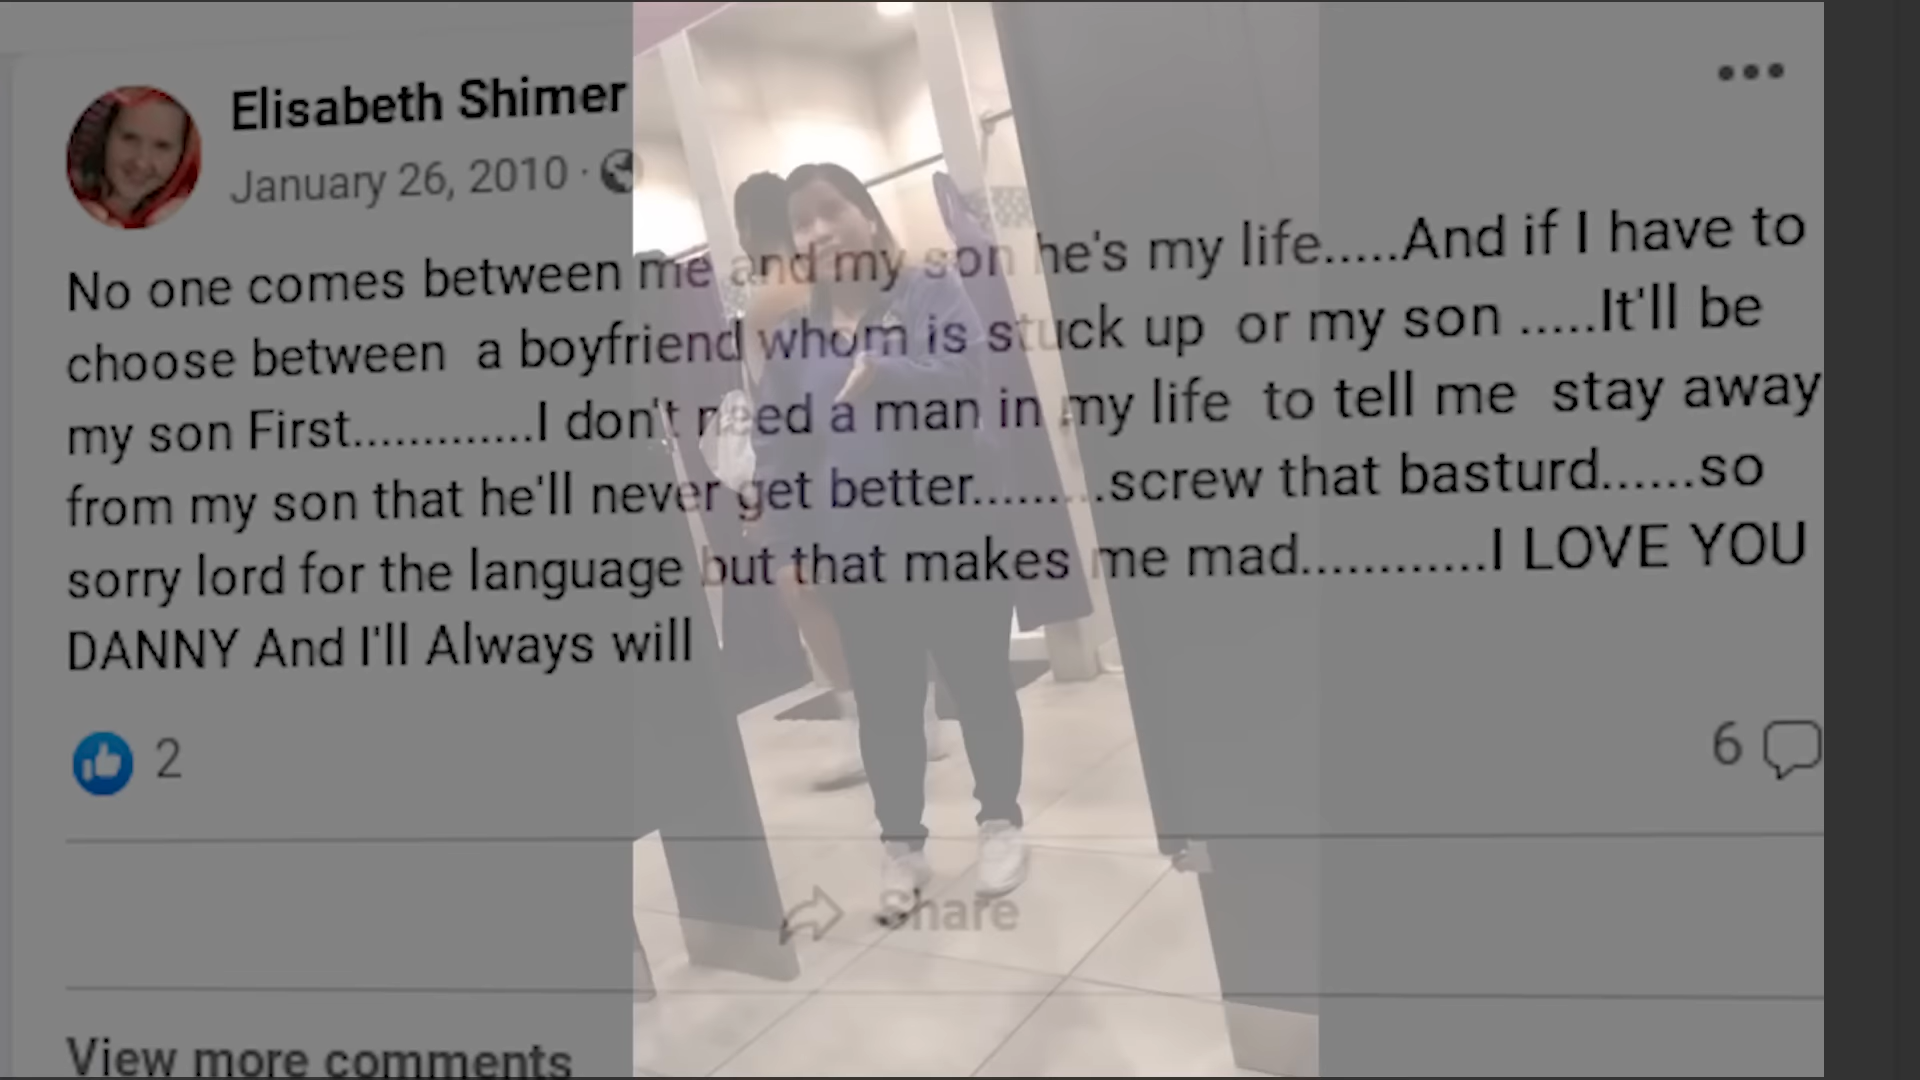 Elisabeth Shimer
January 26, 2010 ·
No one comes between me and my son he's my life.....And if I have to
choose between a boyfriend whom is stuck up or my son .....It'll be
my son First.............I don't need a man in my life to tell me stay away
from my son that he'll never get better.........screw that basturd......so
sorry lord for the language but that makes me mad............I LOVE YOU
DANNY And I'll Always will
2
6
Share
View more comments